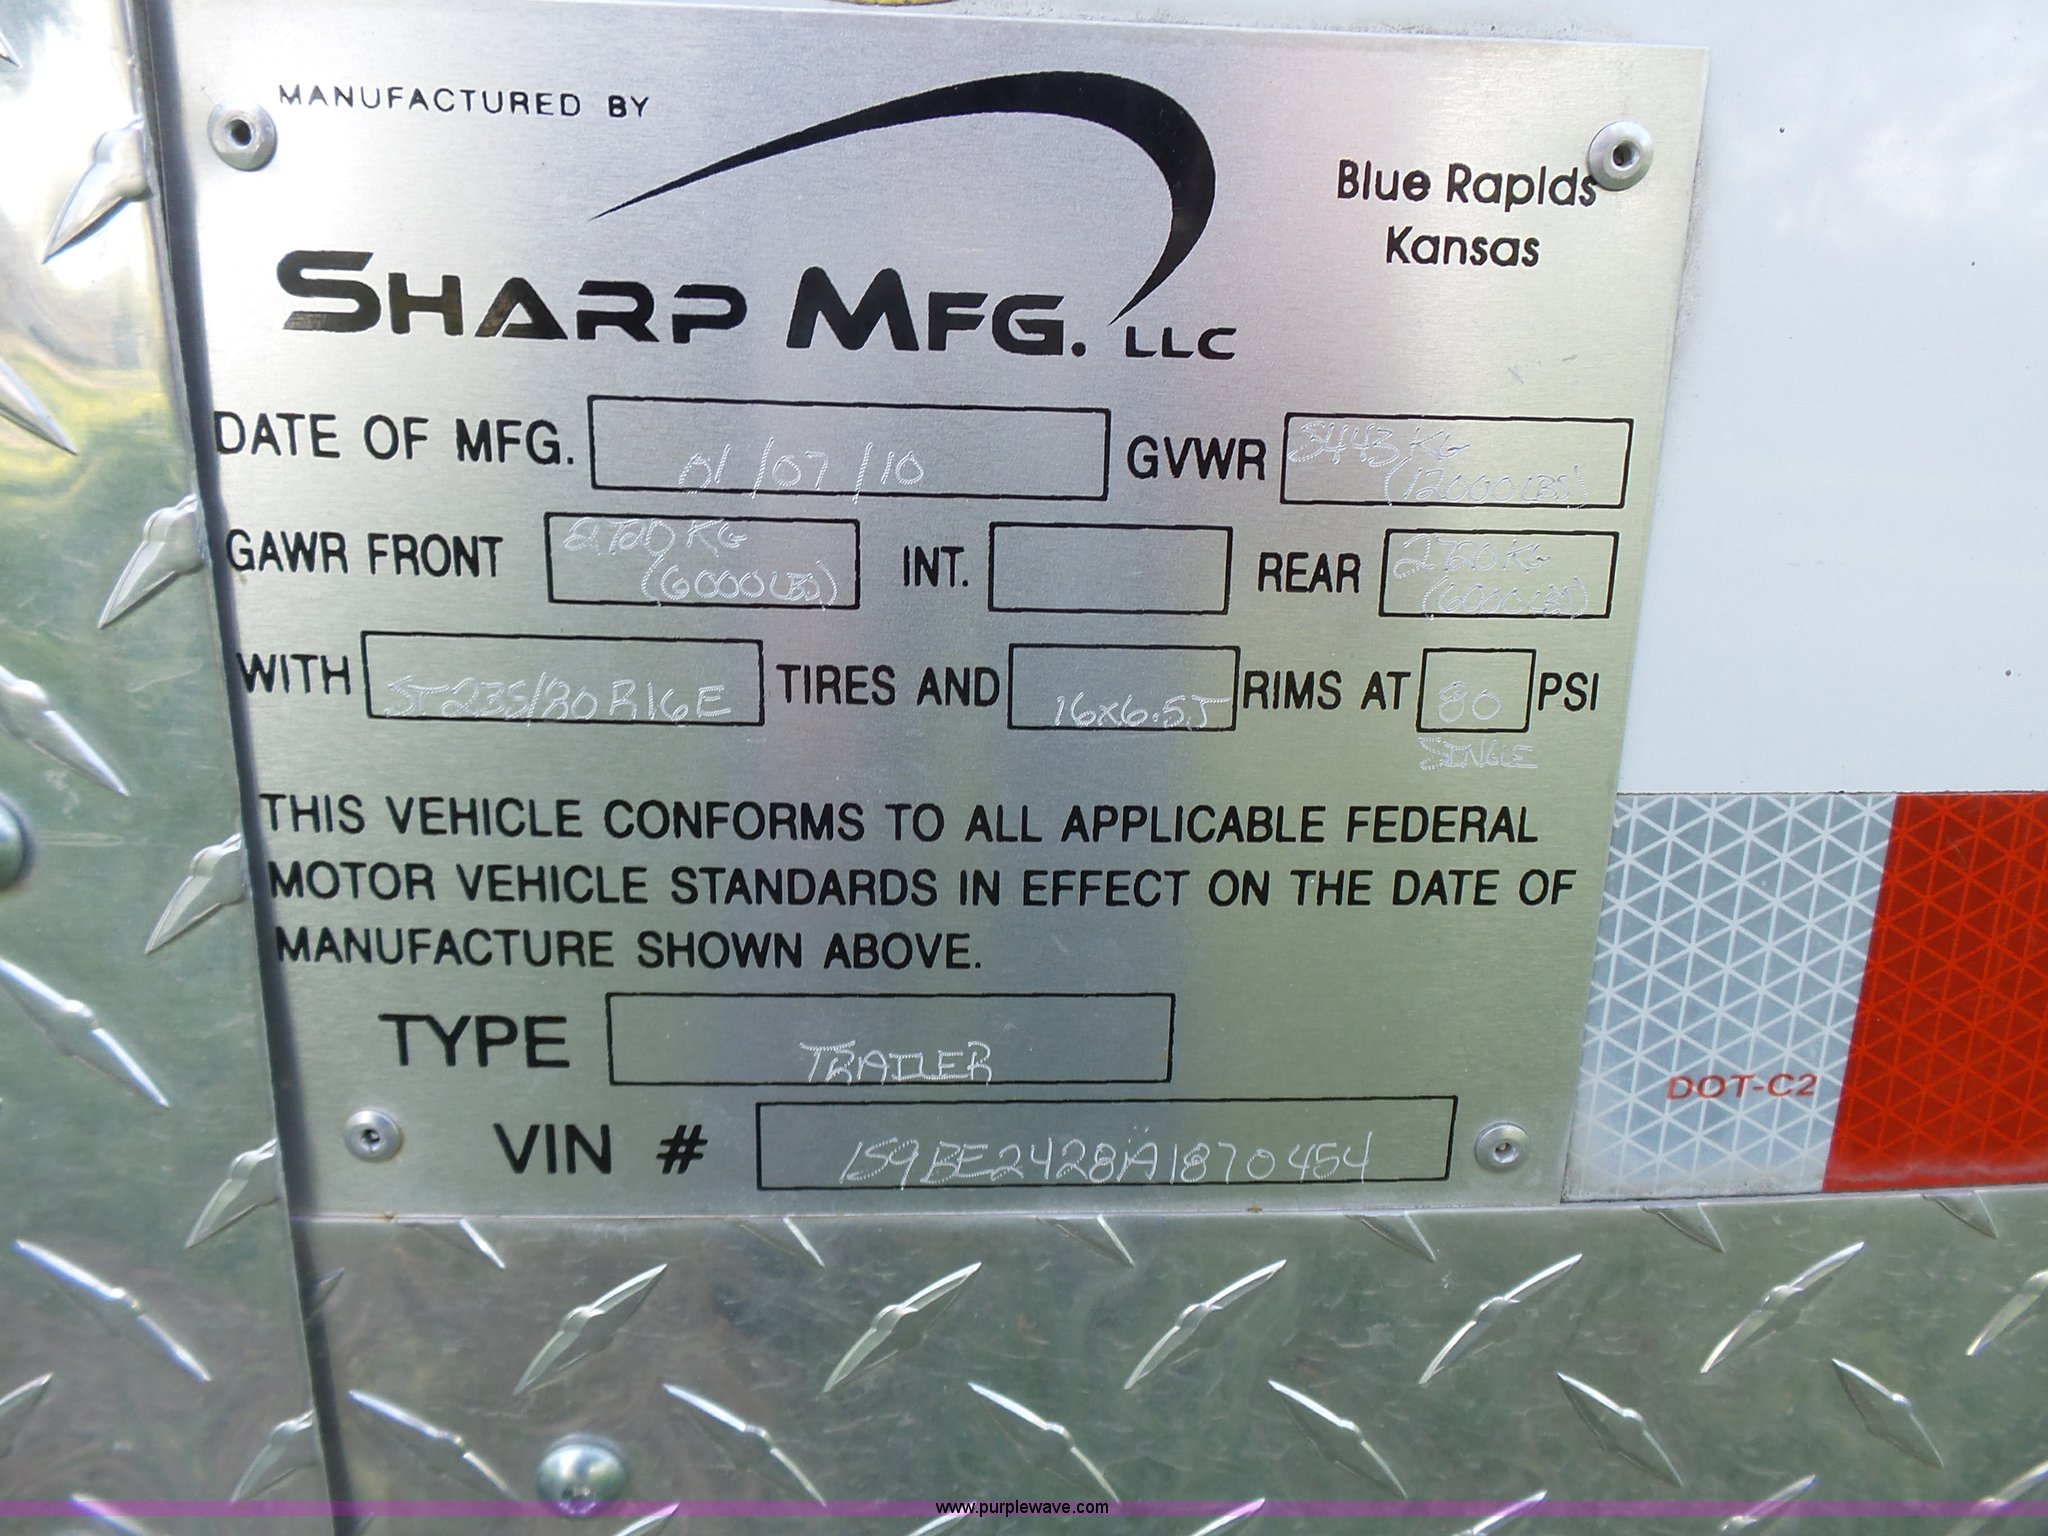 MANUFACTURED BY
Blue Rapids
Kansas
SHARP MFG. LLC
DATE OF MFG. 01/07/10 GVWR 5443 KG
(12000 LBS)
GAWR FRONT 2720 KG INT. REAR 2720 KG
(6000 LBS) (6000 LBS)
WITH ST235/80R16E TIRES AND 16x6.5J RIMS AT 80 PSI
SINGLE
THIS VEHICLE CONFORMS TO ALL APPLICABLE FEDERAL
MOTOR VEHICLE STANDARDS IN EFFECT ON THE DATE OF
MANUFACTURE SHOWN ABOVE.
TYPE TRAILER
VIN # 1S9BE2428A1870454
DOT-C2
www.purplewave.com